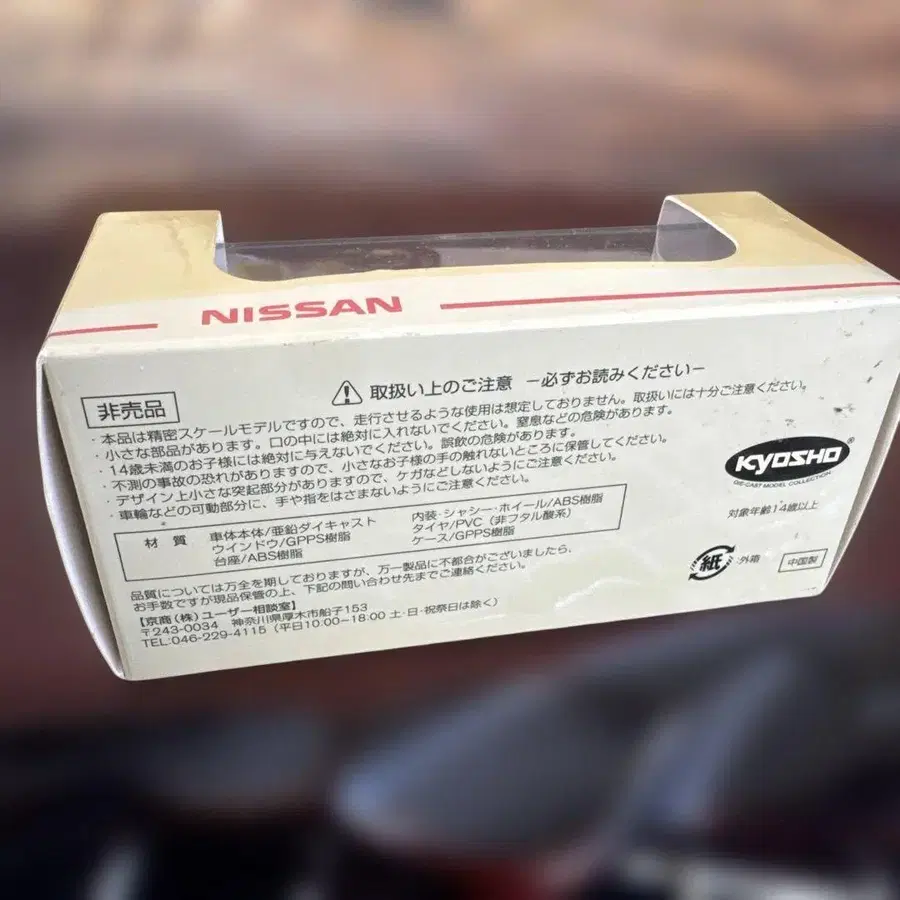 NISSAN
取扱い上のご注意 ー必ずお読みくださいー
非売品
・本品は精密スケールモデルですので、走行させるような使用は想定しておりません。取扱いには十分ご注意ください。
・小さな部品があります。口の中には絶対に入れないでください。窒息などの危険があります。
・14歳未満のお子様には絶対に与えないでください。誤飲の危険があります。
・不測の事故の恐れがありますので、小さなお子様の手の触れないところに保管してください。
・デザイン上小さな突起部分がありますので、ケガなどしないようにご注意ください。
・車輪などの可動部分に、手や指をはさまないようにご注意ください。
KYOSHO®
DIE-CAST MODEL COLLECTION
対象年齢14歳以上
材 質
車体本体/亜鉛ダイキャスト
ウインドウ/GPPS樹脂
台座/ABS樹脂
内装・シャシー・ホイール/ABS樹脂
タイヤ/PVC(非フタル酸系)
ケース/GPPS樹脂
紙 :外箱
中国製
品質については万全を期しておりますが、万一製品に不都合がございましたら、
お手数ですが現品保管の上、下記の問い合わせ先までご連絡ください。
【京商(株)ユーザー相談室】
〒243-0034 神奈川県厚木市船子153
TEL:046-229-4115(平日10:00~18:00 土・日・祝祭日は除く)